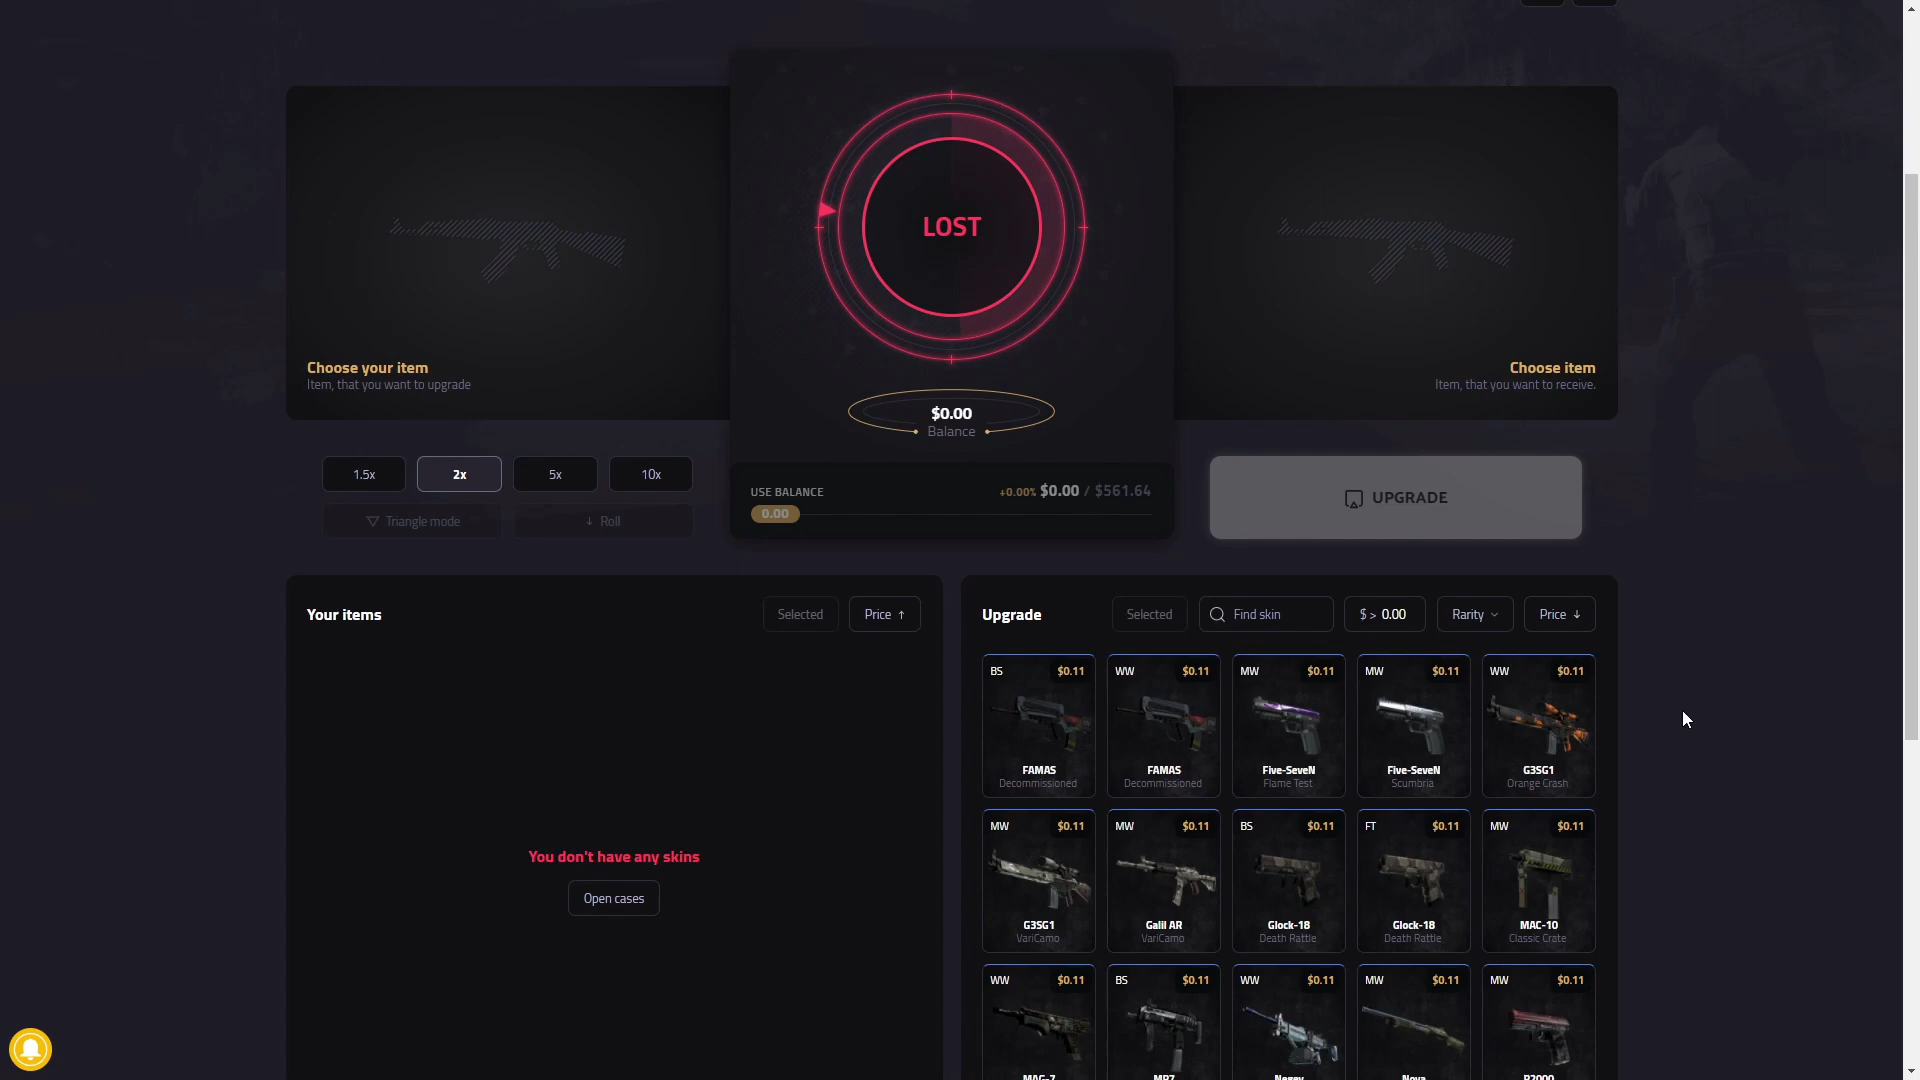 LOST
Choose your item
Item, that you want to upgrade
Choose item
Item, that you want to receive.
$0.00
Balance
1.5x
2x
5x
10x
Triangle mode
Roll
USE BALANCE
+0.00% $0.00 / $561.64
0.00
UPGRADE
Your items
Selected
Price ↑
You don't have any skins
Open cases
Upgrade
Selected
Find skin
$ > 0.00
Rarity
Price ↓
BS $0.11
FAMAS
Decommissioned
WW $0.11
FAMAS
Decommissioned
MW $0.11
Five-SeveN
Flame Test
MW $0.11
Five-SeveN
Scumbria
WW $0.11
G3SG1
Orange Crash
MW $0.11
G3SG1
VariCamo
MW $0.11
Galil AR
VariCamo
BS $0.11
Glock-18
Death Rattle
FT $0.11
Glock-18
Death Rattle
MW $0.11
MAC-10
Classic Crate
WW $0.11
MAG-7
BS $0.11
MP7
WW $0.11
Negev
MW $0.11
Nova
MW $0.11
P2000